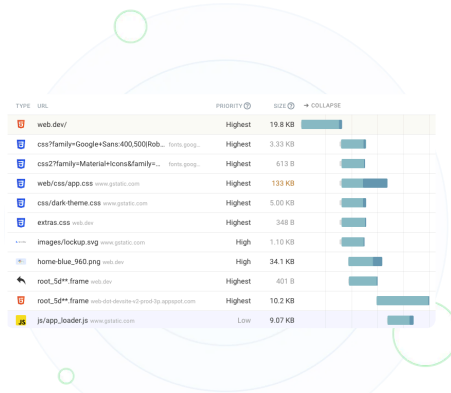 TYPE URL PRIORITY ? SIZE ? → COLLAPSE
web.dev/ Highest 19.8 KB
css?family=Google+Sans:400,500|Rob... fonts.goog... Highest 3.33 KB
css2?family=Material+Icons&family=... fonts.goog... Highest 613 B
web/css/app.css www.gstatic.com Highest 133 KB
css/dark-theme.css www.gstatic.com Highest 5.00 KB
extras.css web.dev Highest 348 B
images/lockup.svg www.gstatic.com High 1.10 KB
home-blue_960.png web.dev High 34.1 KB
root_5d**.frame web.dev Highest 401 B
root_5d**.frame web-dot-devsite-v2-prod-3p.appspot.com Highest 10.2 KB
JS js/app_loader.js www.gstatic.com Low 9.07 KB